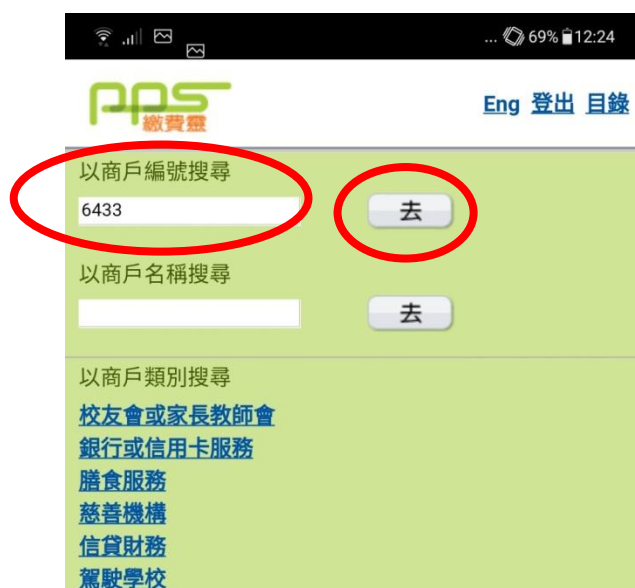 ... 69% 12:24
pps
繳費靈
Eng 登出 目錄
以商戶編號搜尋
6433
去
以商戶名稱搜尋
去
以商戶類別搜尋
校友會或家長教師會
銀行或信用卡服務
膳食服務
慈善機構
信貸財務
駕駛學校